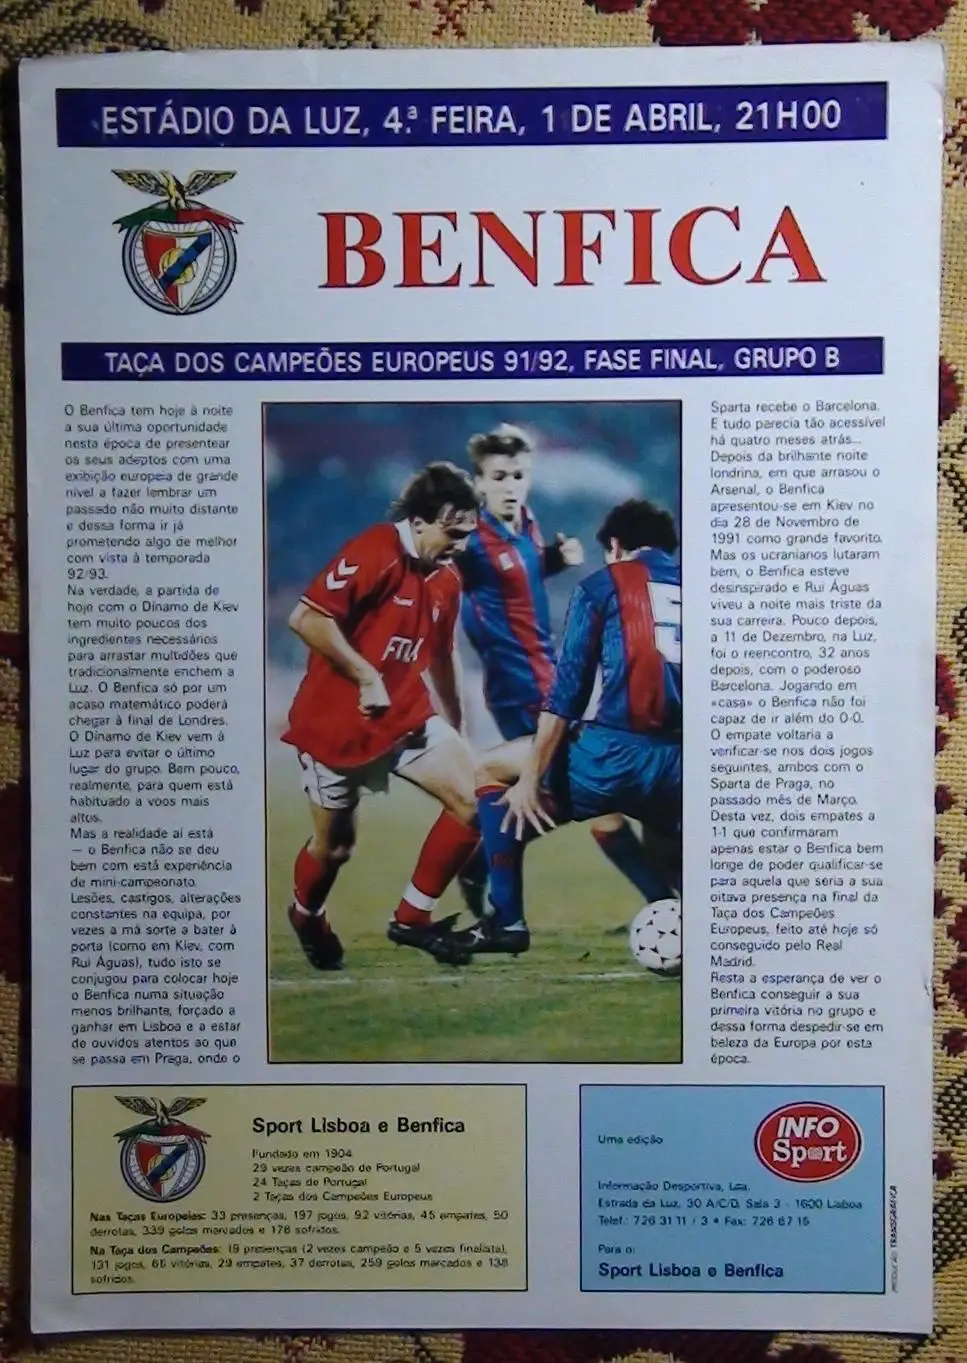 ESTÁDIO DA LUZ, 4.ª FEIRA, 1 DE ABRIL, 21H00
BENFICA
TAÇA DOS CAMPEÕES EUROPEUS 91/92, FASE FINAL, GRUPO B
O Benfica tem hoje à noite
a sua última oportunidade
nesta época de presentear
os seus adeptos com uma
exibição europeia de grande
nível a fazer lembrar um
passado não muito distante
e dessa forma ir já
prometendo algo de melhor
com vista à temporada
92/93.
Na verdade, a partida de
hoje com o Dínamo de Kiev
tem muito poucos dos
ingredientes necessários
para arrastar multidões que
tradicionalmente enchem a
Luz. O Benfica só por um
acaso matemático poderá
chegar à final de Londres.
O Dínamo de Kiev vem à
Luz para evitar o último
lugar do grupo. Bem pouco,
realmente, para quem está
habituado a voos mais
altos.
Mas a realidade aí está
— o Benfica não se deu
bem com está experiência
de mini-campeonato.
Lesões, castigos, alterações
constantes na equipa, por
vezes a má sorte a bater à
porta (como em Kiev, com
Rui Águas), tudo isto se
conjugou para colocar hoje
o Benfica numa situação
menos brilhante, forçado a
ganhar em Lisboa e a estar
de ouvidos atentos ao que
se passa em Praga, onde o
Sparta recebe o Barcelona.
E tudo parecia tão acessível
há quatro meses atrás...
Depois da brilhante noite
londrina, em que arrasou o
Arsenal, o Benfica
apresentou-se em Kiev no
dia 28 de Novembro de
1991 como grande favorito.
Mas os ucranianos lutaram
bem, o Benfica esteve
desinspirado e Rui Águas
viveu a noite mais triste da
sua carreira. Pouco depois,
a 11 de Dezembro, na Luz,
foi o reencontro, 32 anos
depois, com o poderoso
Barcelona. Jogando em
«casa» o Benfica não foi
capaz de ir além do 0-0.
O empate voltaria a
verificar-se nos dois jogos
seguintes, ambos com o
Sparta de Praga, no
passado mês de Março.
Desta vez, dois empates a
1-1 que confirmaram
apenas estar o Benfica bem
longe de poder qualificar-se
para aquela que seria a sua
oitava presença na final da
Taça dos Campeões
Europeus, feito até hoje só
conseguido pelo Real
Madrid.
Resta a esperança de ver o
Benfica conseguir a sua
primeira vitória no grupo e
dessa forma despedir-se em
beleza da Europa por esta
época.
Sport Lisboa e Benfica
Fundado em 1904
29 vezes campeão de Portugal
24 Taças de Portugal
2 Taças dos Campeões Europeus
Nas Taças Europeias: 33 presenças, 197 jogos, 92 vitórias, 45 empates, 50
derrotas, 339 golos marcados e 178 sofridos.
Na Taça dos Campeões: 19 presenças (2 vezes campeão e 5 vezes finalista),
131 jogos, 65 vitórias, 29 empates, 37 derrotas, 259 golos marcados e 138
sofridos.
Uma edição
INFO
Sport
Informação Desportiva, Lda.
Estrada da Luz, 30 A/C/D, Sala 3 - 1600 Lisboa
Telef.: 726 31 11 / 3 • Fax: 726 67 15
Para o:
Sport Lisboa e Benfica
PRODUÇÃO: TRANSGRÁFICA